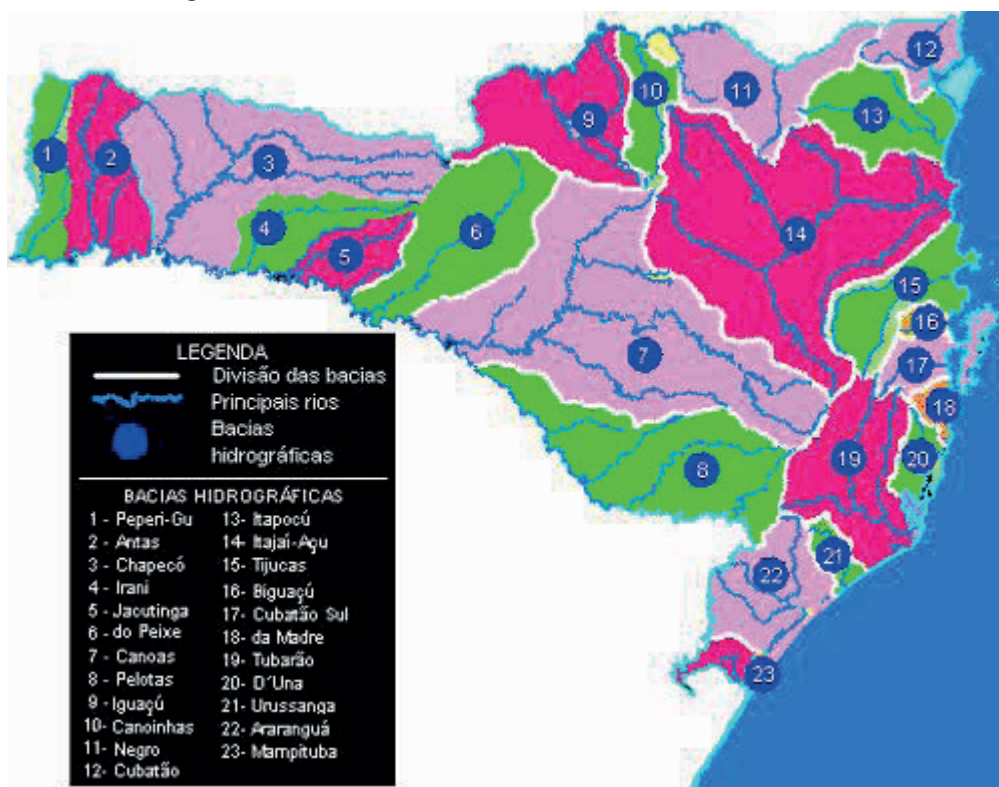 LEGENDA
Divisão das bacias
Principais rios
Bacias
hidrográficas
BACIAS HIDROGRÁFICAS
1 - Peperi-Gu
2 - Antas
3 - Chapecó
4 - Irani
5 - Jacutinga
6 - do Peixe
7 - Canoas
8 - Pelotas
9 - Iguaçú
10- Canoinhas
11- Negro
12- Cubatão
13- Itapocú
14- Itajaí-Açu
15- Tijucas
16- Biguaçú
17- Cubatão Sul
18- da Madre
19- Tubarão
20- D´Una
21- Urussanga
22- Araranguá
23- Mampituba
1
2
3
4
5
6
7
8
9
10
11
12
13
14
15
16
17
18
19
20
21
22
23